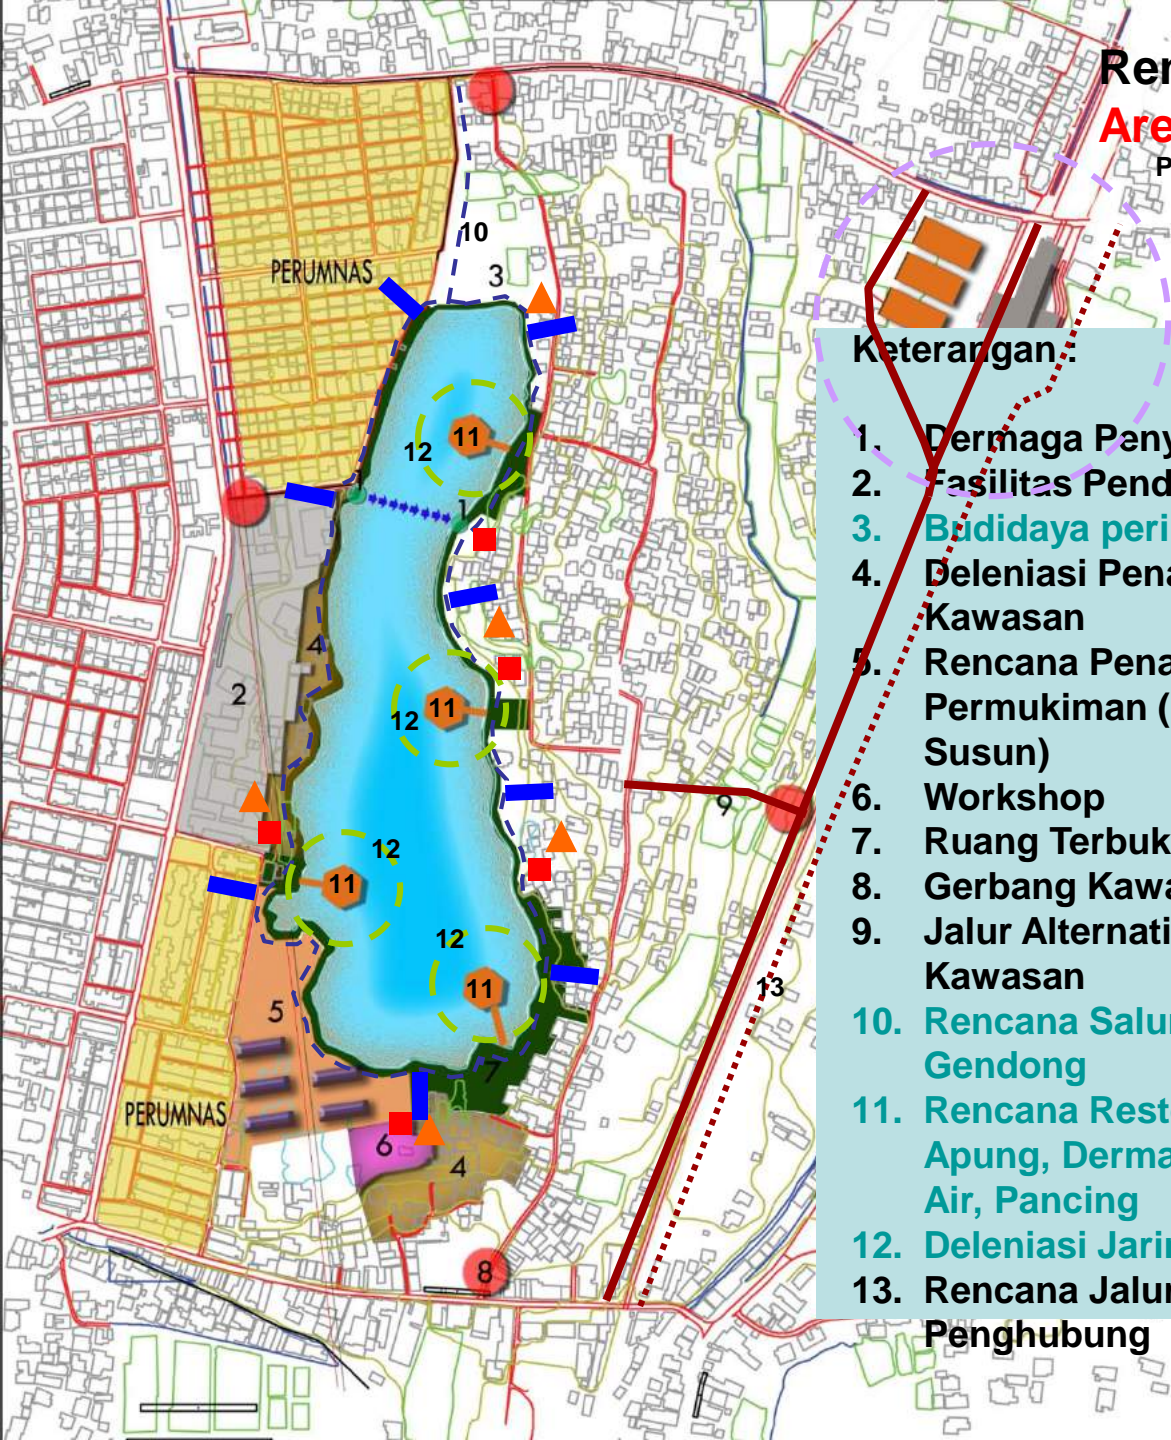 Ren
Are
P
10
3
PERUMNAS
Keterangan :
1. Dermaga Peny
2. Fasilitas Pend
3. Budidaya peri
4. Deleniasi Pena
Kawasan
5. Rencana Pena
Permukiman (
Susun)
6. Workshop
7. Ruang Terbuk
8. Gerbang Kawa
9. Jalur Alternati
Kawasan
10. Rencana Salur
Gendong
11. Rencana Rest
Apung, Derma
Air, Pancing
12. Deleniasi Jarin
13. Rencana Jalur
Penghubung
11
12
1
4
2
11
12
9
12
11
12
11
13
5
7
PERUMNAS
6
4
8